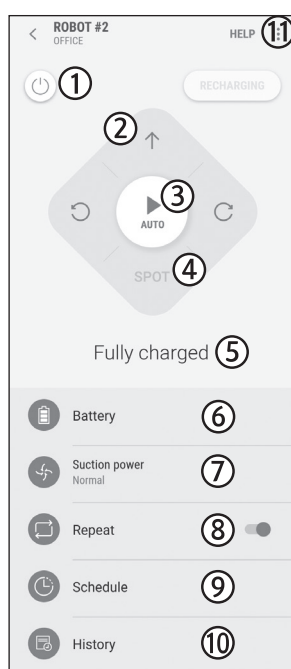 ROBOT #2 HELP 11
OFFICE
1 RECHARGING
2
3
AUTO
SPOT 4
Fully charged 5
Battery 6
Suction power 7
Normal
Repeat 8
Schedule 9
History 10